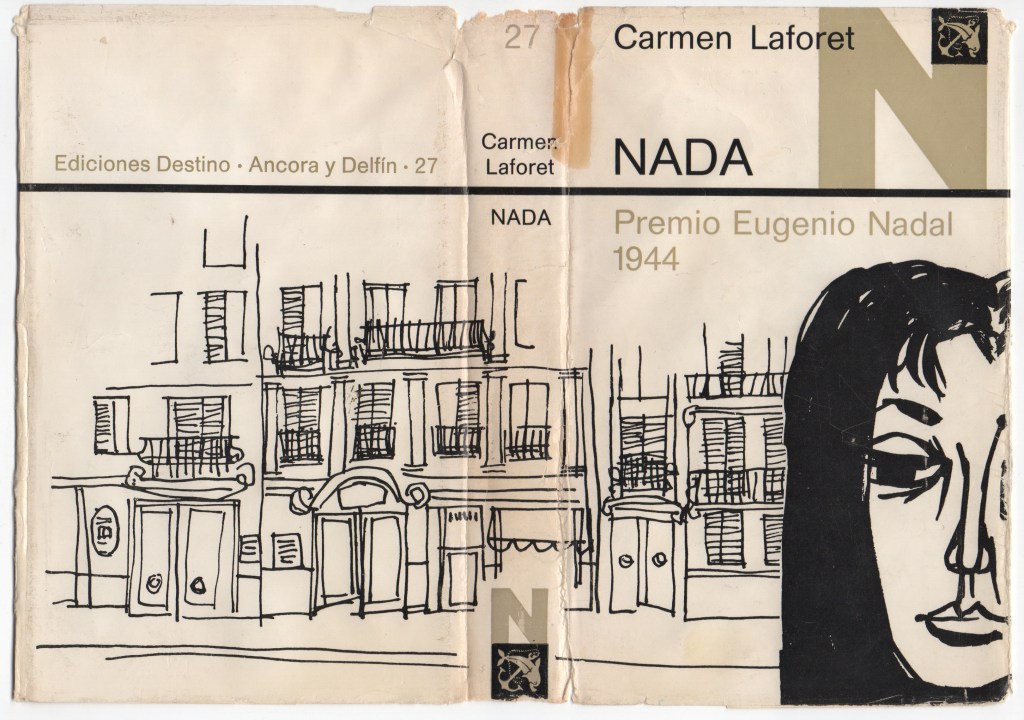 Ediciones Destino · Ancora y Delfín · 27
27
Carmen
Laforet
NADA
N
Carmen Laforet
N
NADA
Premio Eugenio Nadal
1944